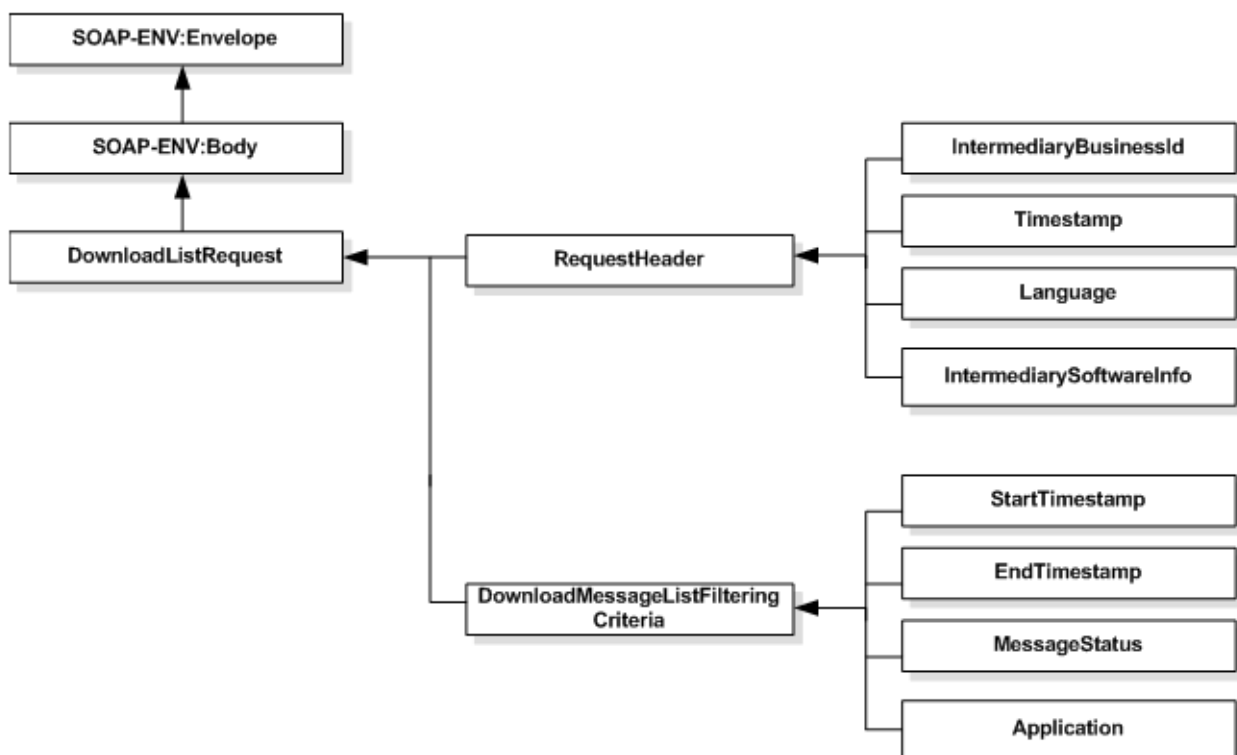 SOAP-ENV:Envelope
SOAP-ENV:Body
DownloadListRequest
RequestHeader
IntermediaryBusinessId
Timestamp
Language
IntermediarySoftwareInfo
DownloadMessageListFiltering
Criteria
StartTimestamp
EndTimestamp
MessageStatus
Application